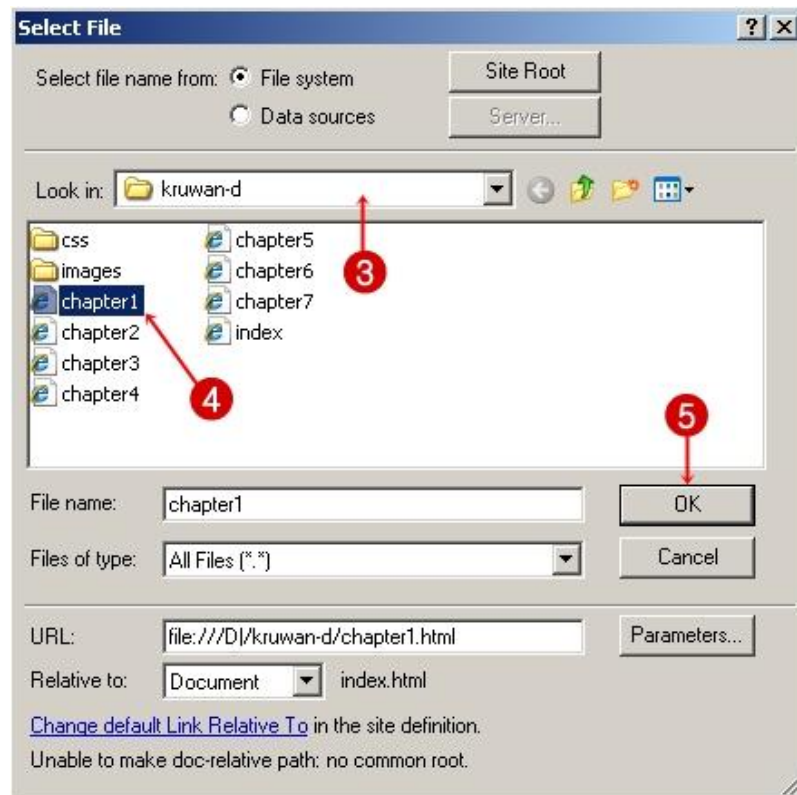 Select File
Select file name from: File system Site Root
Data sources Server...
Look in: kruwan-d
css chapter5
images chapter6
chapter1 chapter7
chapter2 index
chapter3
chapter4
3
4
5
File name: chapter1 OK
Files of type: All Files (*.*) Cancel
URL: file:///D|/kruwan-d/chapter1.html Parameters...
Relative to: Document index.html
Change default Link Relative To in the site definition.
Unable to make doc-relative path: no common root.